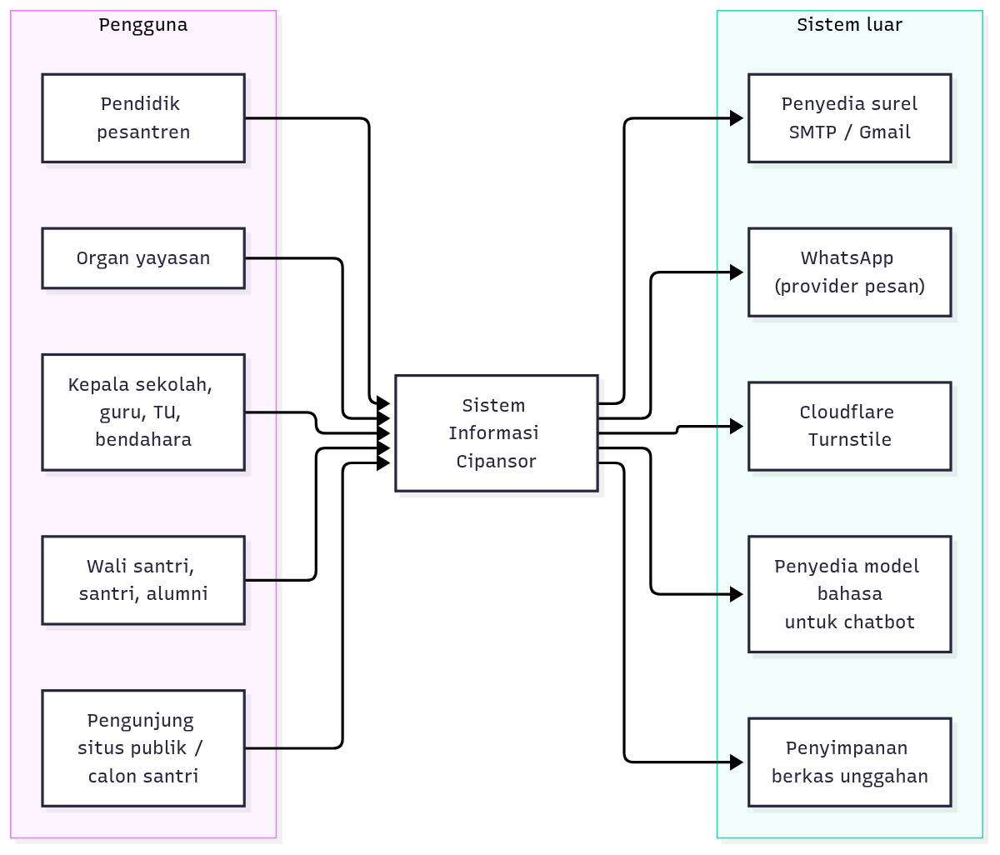 Pengguna
Pendidik
pesantren
Organ yayasan
Kepala sekolah,
guru, TU,
bendahara
Wali santri,
santri, alumni
Pengunjung
situs publik /
calon santri
Sistem
Informasi
Cipansor
Sistem luar
Penyedia surel
SMTP / Gmail
WhatsApp
(provider pesan)
Cloudflare
Turnstile
Penyedia model
bahasa
untuk chatbot
Penyimpanan
berkas unggahan